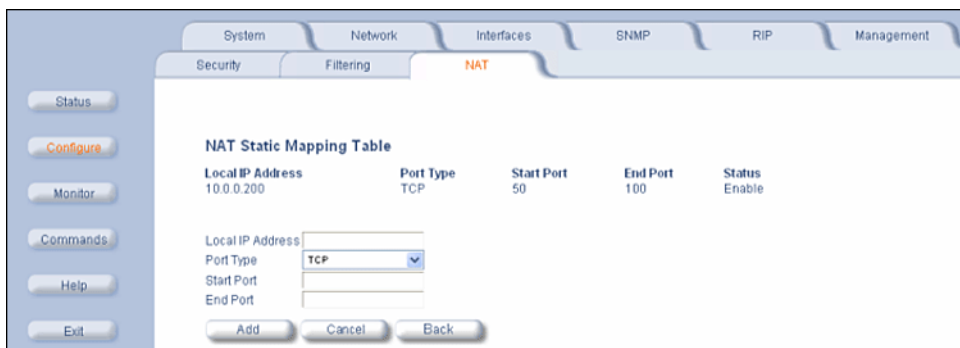 System Network Interfaces SNMP RIP Management
Security Filtering NAT
Status
Configure
Monitor
Commands
Help
Exit
NAT Static Mapping Table
Local IP Address Port Type Start Port End Port Status
10.0.0.200 TCP 50 100 Enable
Local IP Address
Port Type TCP
Start Port
End Port
Add Cancel Back